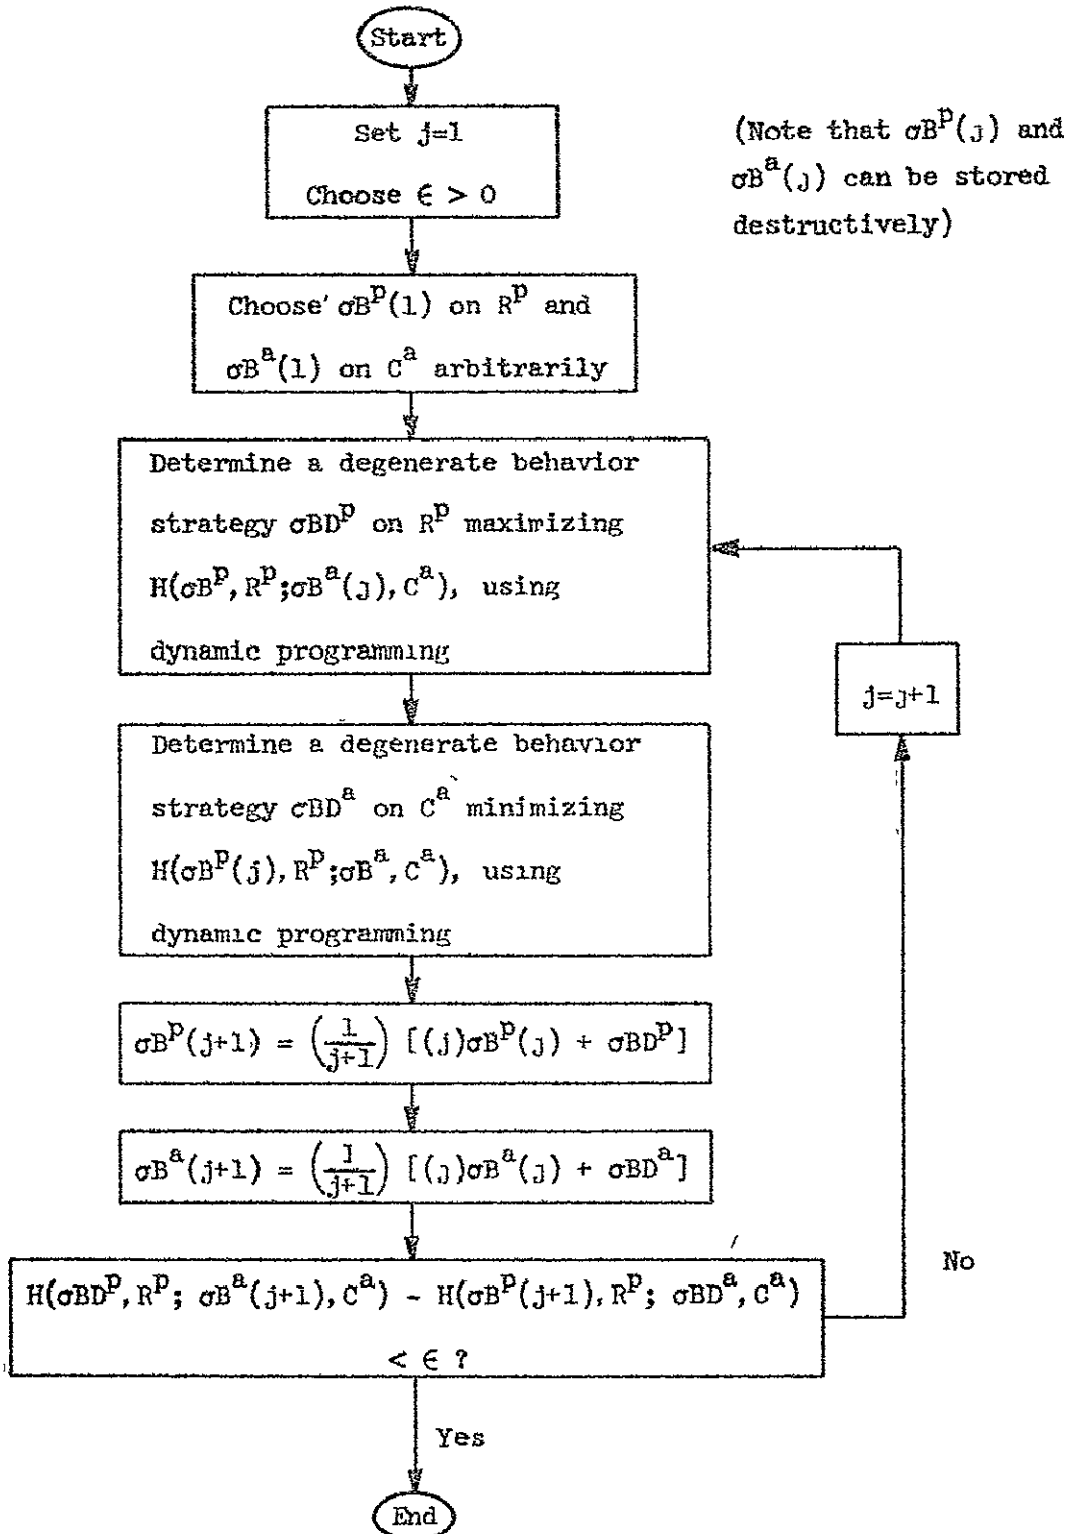 Start
Set j=1
Choose ϵ > 0
(Note that σB^p(j) and
σB^a(j) can be stored
destructively)
Choose σB^p(1) on R^p and
σB^a(1) on C^a arbitrarily
Determine a degenerate behavior
strategy σBD^p on R^p maximizing
H(σB^p, R^p; σB^a(j), C^a), using
dynamic programming
j=j+1
Determine a degenerate behavior
strategy σBD^a on C^a minimizing
H(σB^p(j), R^p; σB^a, C^a), using
dynamic programming
σB^p(j+1) = (1/(j+1)) [(j)σB^p(j) + σBD^p]
σB^a(j+1) = (1/(j+1)) [(j)σB^a(j) + σBD^a]
H(σBD^p, R^p; σB^a(j+1), C^a) - H(σB^p(j+1), R^p; σBD^a, C^a)
< ϵ ?
No
Yes
End